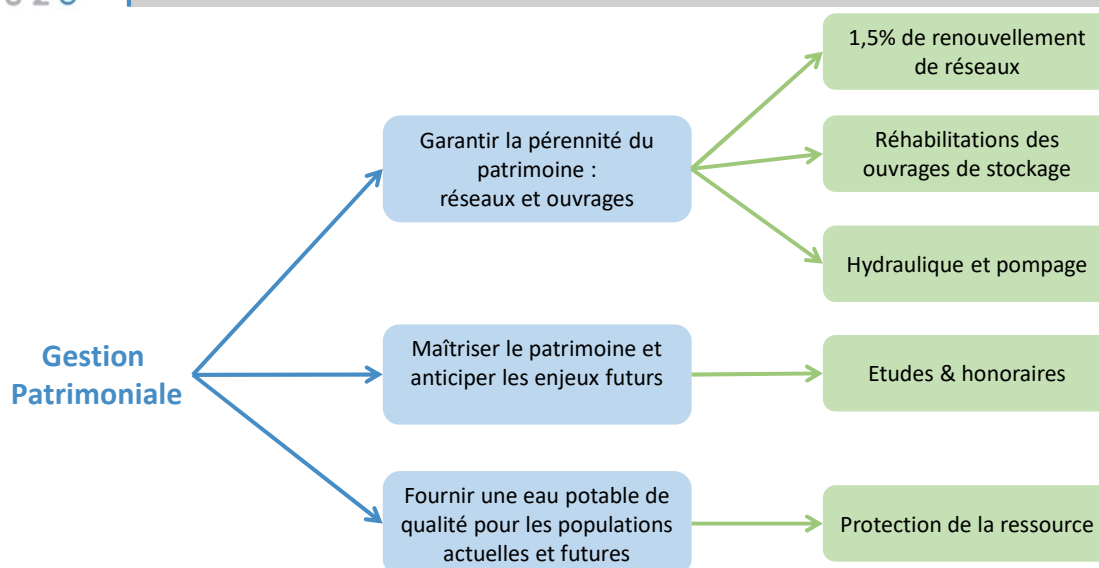 Gestion
Patrimoniale
Garantir la pérennité du
patrimoine :
réseaux et ouvrages
Maîtriser le patrimoine et
anticiper les enjeux futurs
Fournir une eau potable de
qualité pour les populations
actuelles et futures
1,5% de renouvellement
de réseaux
Réhabilitations des
ouvrages de stockage
Hydraulique et pompage
Etudes & honoraires
Protection de la ressource